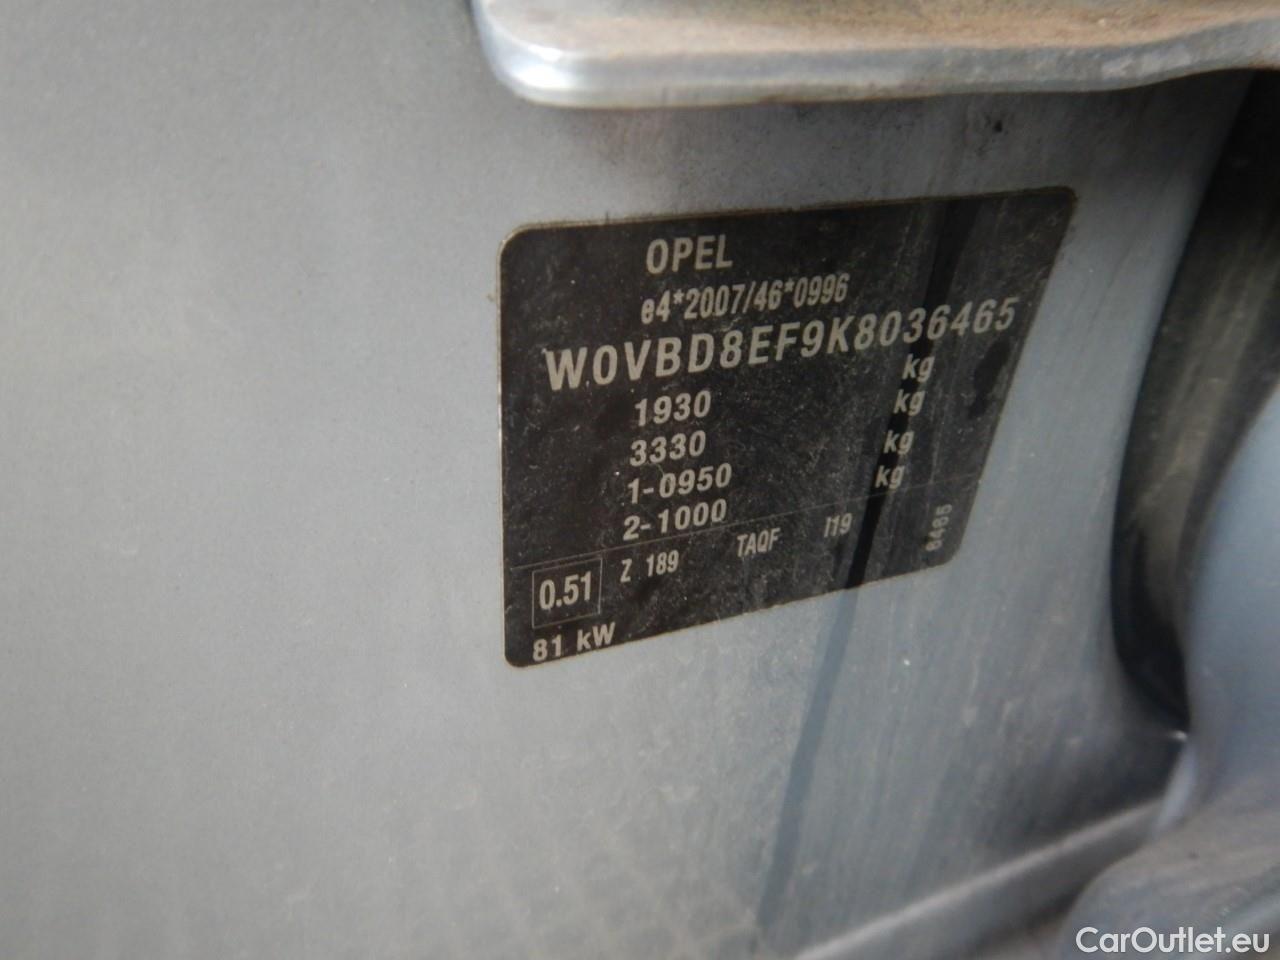 OPEL
e4*2007/46*0996
W0VBD8EF9K8036465
1930 kg
3330 kg
1-0950 kg
2-1000 kg
0.51 Z 189 TAQF I19 8465
81 kW
CarOutlet.eu